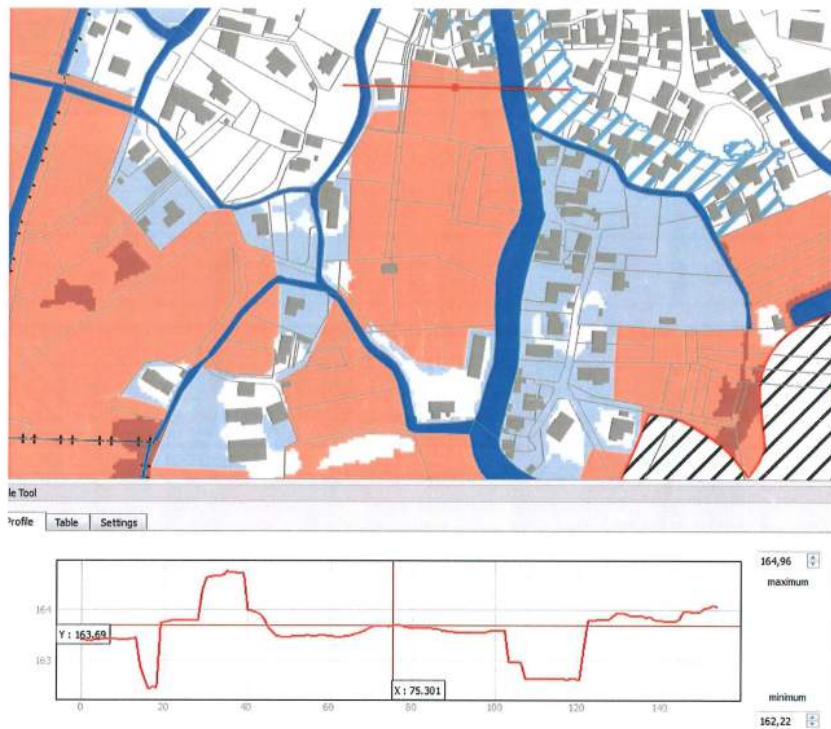 le Tool
Profile Table Settings
164,96
maximum
164
Y : 163.69
163
X : 75.301
minimum
0 20 40 60 80 100 120 140
162,22